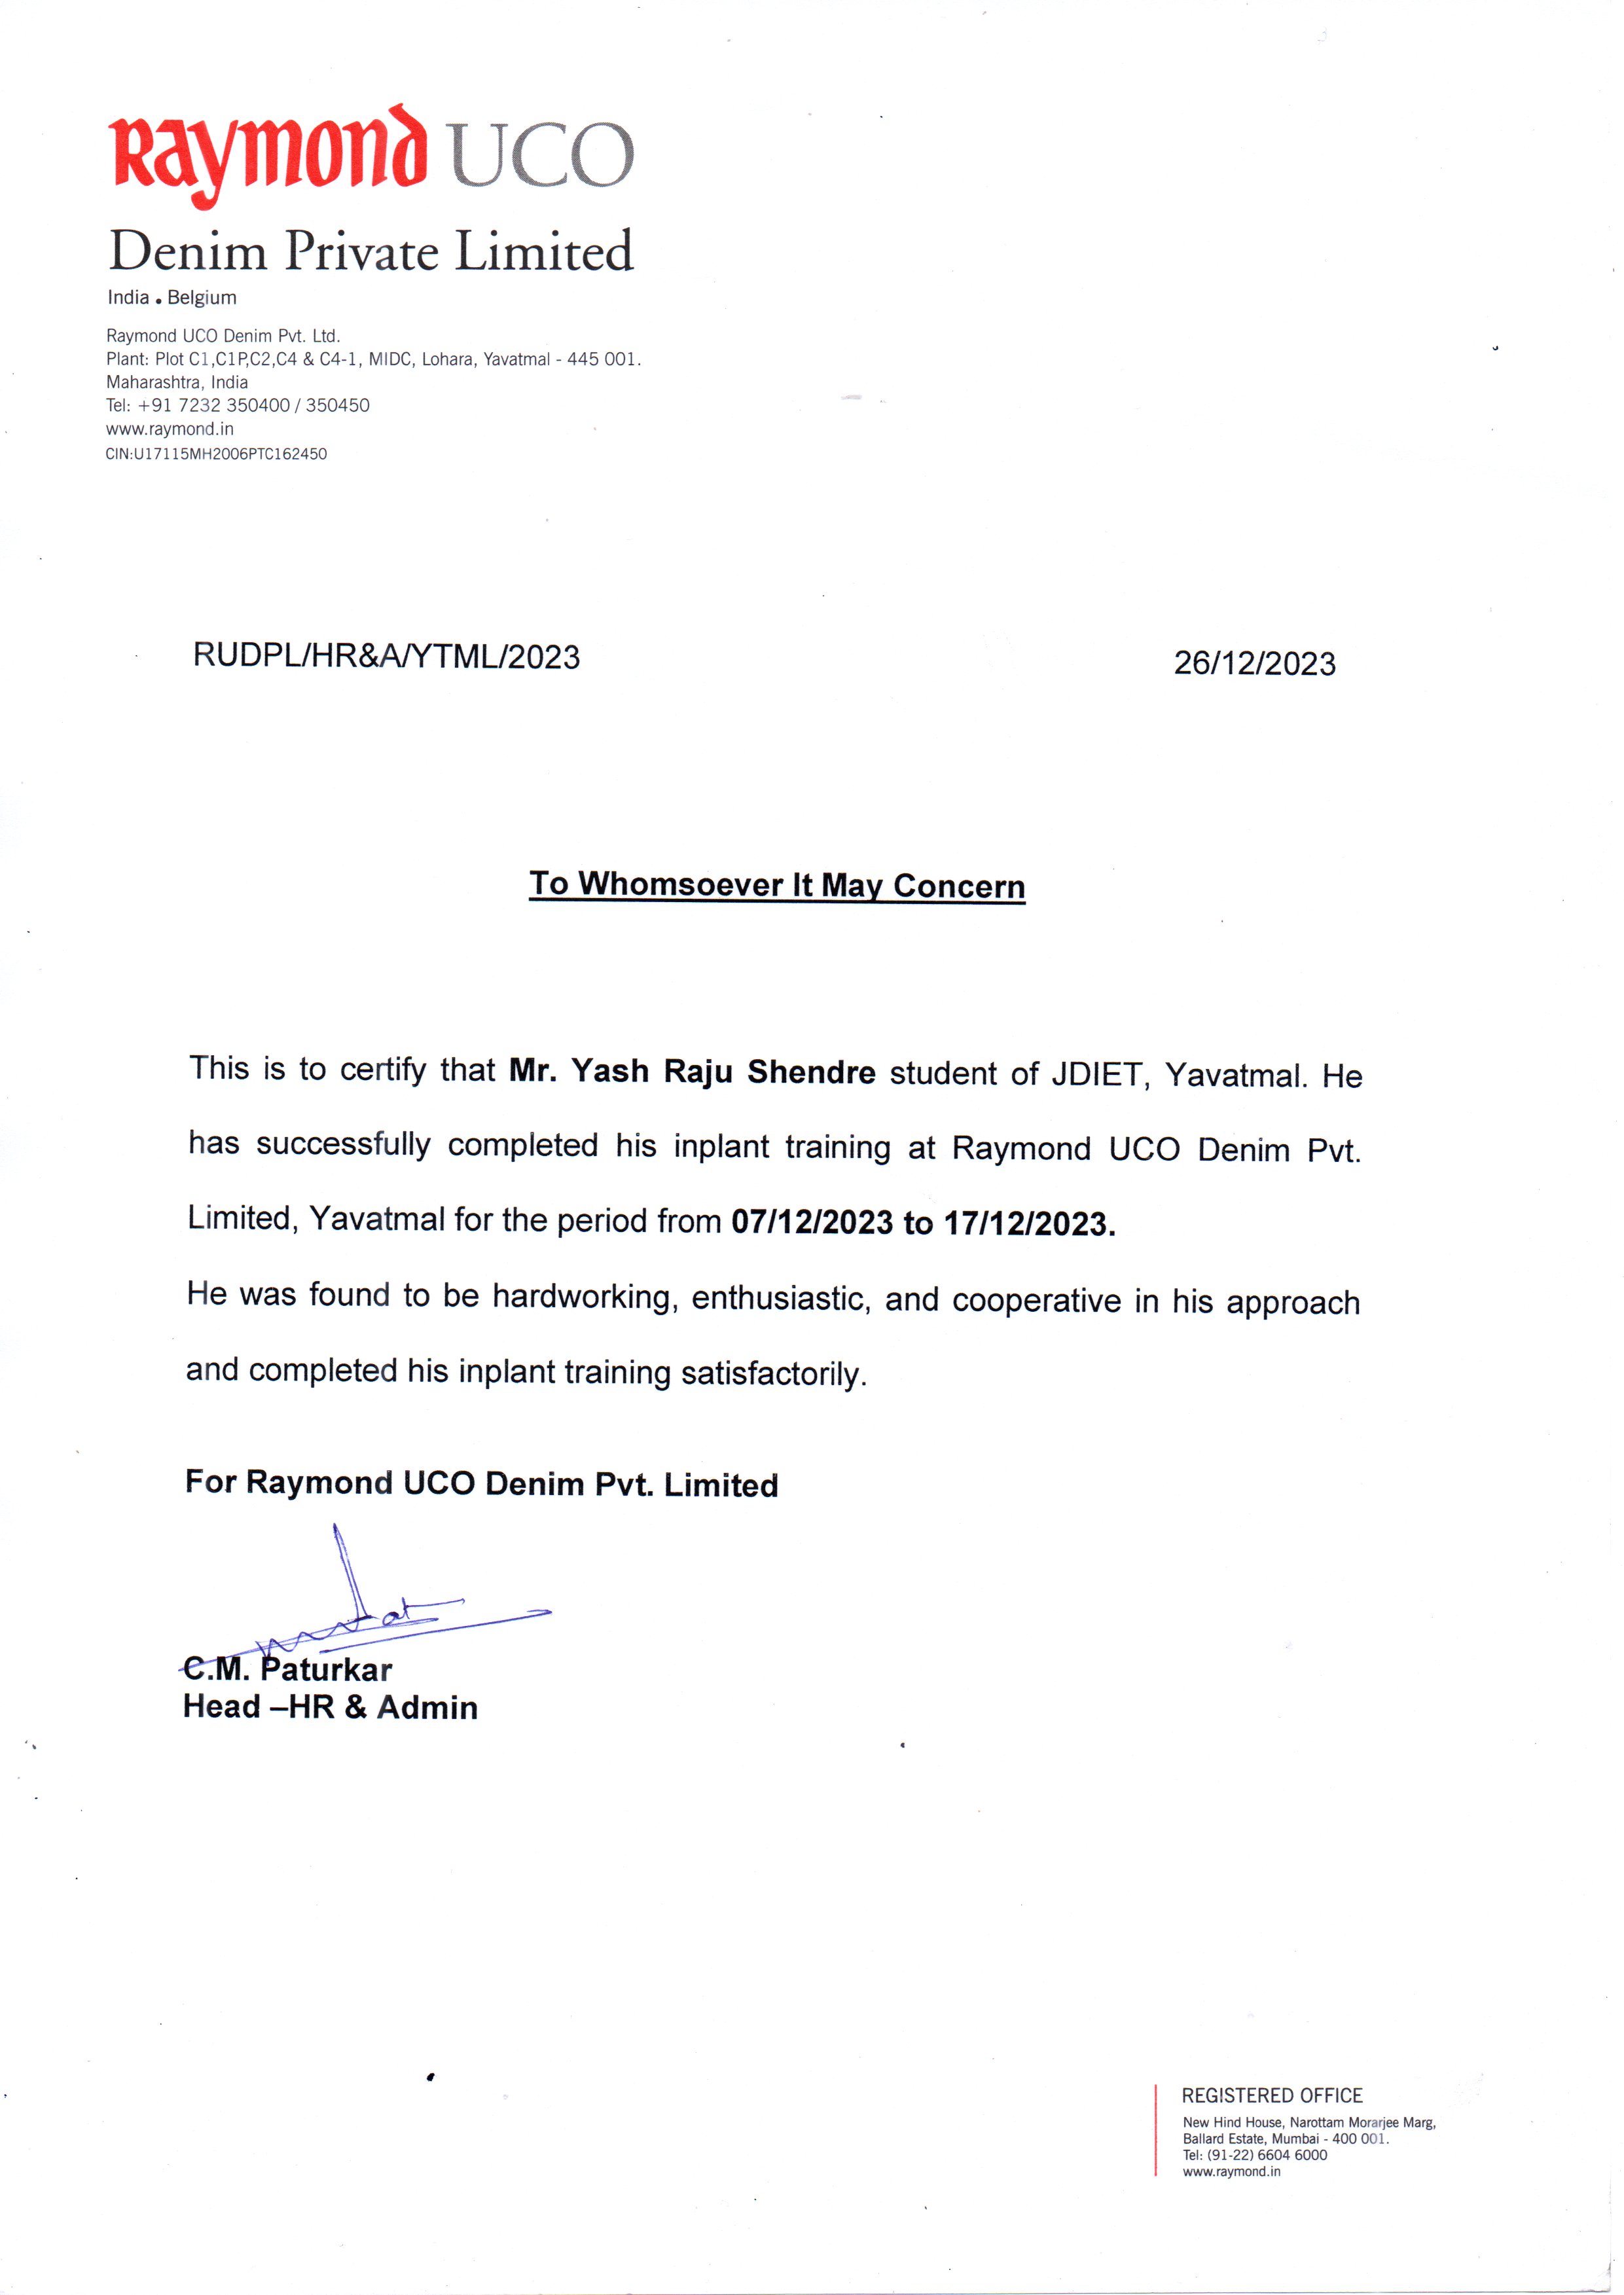 Raymond UCO
Denim Private Limited
India • Belgium
Raymond UCO Denim Pvt. Ltd.
Plant: Plot C1,C1P,C2,C4 & C4-1, MIDC, Lohara, Yavatmal - 445 001.
Maharashtra, India
Tel: +91 7232 350400 / 350450
www.raymond.in
CIN:U17115MH2006PTC162450
RUDPL/HR&A/YTML/2023 26/12/2023
To Whomsoever It May Concern
This is to certify that Mr. Yash Raju Shendre student of JDIET, Yavatmal. He
has successfully completed his inplant training at Raymond UCO Denim Pvt.
Limited, Yavatmal for the period from 07/12/2023 to 17/12/2023.
He was found to be hardworking, enthusiastic, and cooperative in his approach
and completed his inplant training satisfactorily.
For Raymond UCO Denim Pvt. Limited
C.M. Paturkar
Head –HR & Admin
REGISTERED OFFICE
New Hind House, Narottam Morarjee Marg,
Ballard Estate, Mumbai - 400 001.
Tel: (91-22) 6604 6000
www.raymond.in